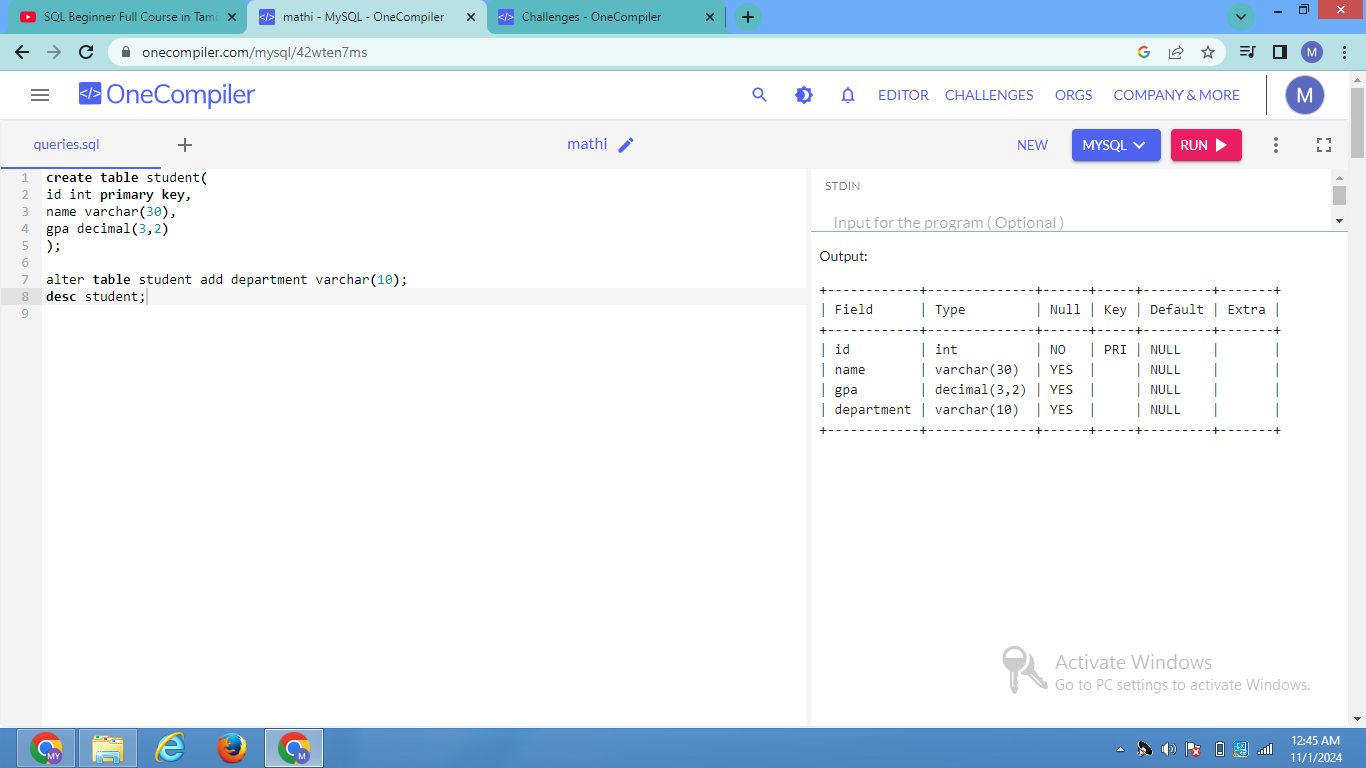 SQL Beginner Full Course in Tami
mathi - MySQL - OneCompiler
Challenges - OneCompiler
onecompiler.com/mysql/42wten7ms
M
</> OneCompiler
EDITOR CHALLENGES ORGS COMPANY & MORE
M
queries.sql
mathi
NEW
MYSQL
RUN
1 create table student(
2 id int primary key,
3 name varchar(30),
4 gpa decimal(3,2)
5 );
6
7 alter table student add department varchar(10);
8 desc student;
9
STDIN
Input for the program ( Optional )
Output:
+------------+--------------+------+-----+---------+-------+
| Field      | Type         | Null | Key | Default | Extra |
+------------+--------------+------+-----+---------+-------+
| id         | int          | NO   | PRI | NULL    |       |
| name       | varchar(30)  | YES  |     | NULL    |       |
| gpa        | decimal(3,2) | YES  |     | NULL    |       |
| department | varchar(10)  | YES  |     | NULL    |       |
+------------+--------------+------+-----+---------+-------+
Activate Windows
Go to PC settings to activate Windows.
MY
M
12:45 AM
11/1/2024